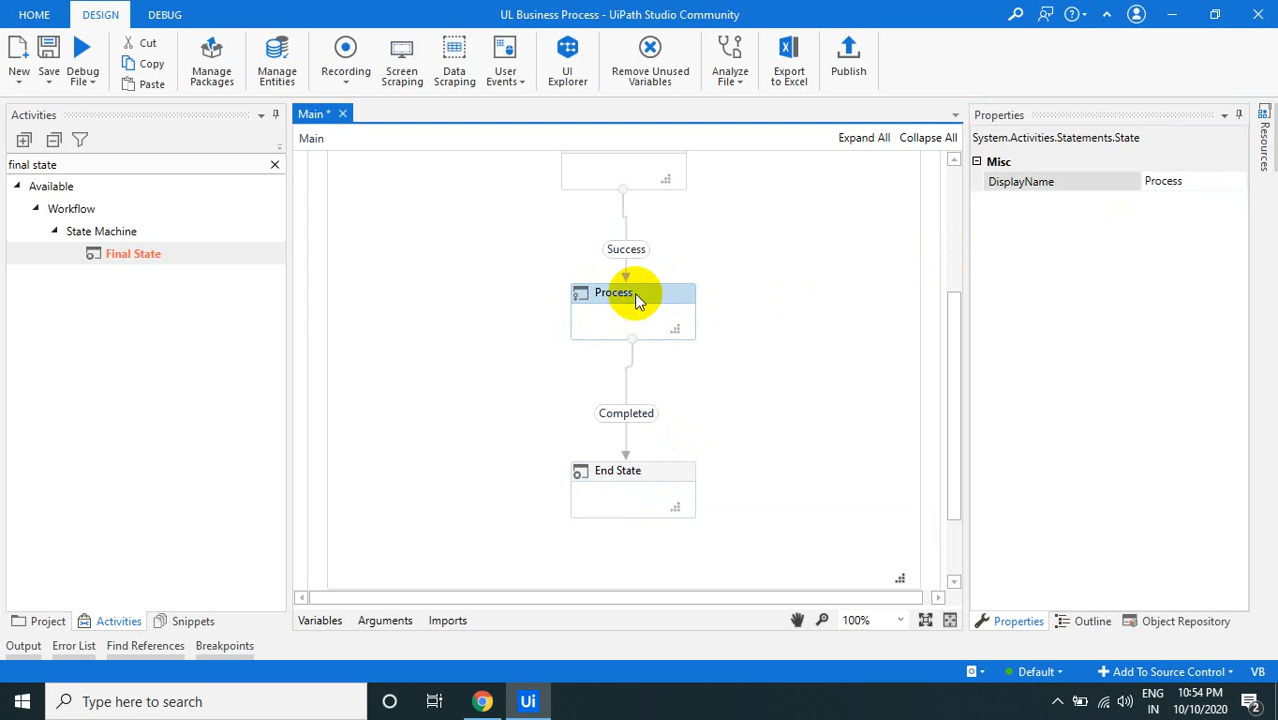 HOME
DESIGN
DEBUG
UL Business Process - UiPath Studio Community
New
Save
Debug
File
Cut
Copy
Paste
Manage
Packages
Manage
Entities
Recording
Screen
Scraping
Data
Scraping
User
Events
UI
Explorer
Remove Unused
Variables
Analyze
File
Export
to Excel
Publish
Activities
final state
Available
Workflow
State Machine
Final State
Main *
Main
Expand All
Collapse All
Success
Process
Completed
End State
Properties
System.Activities.Statements.State
Misc
DisplayName
Process
Resources
Project
Activities
Snippets
Variables
Arguments
Imports
100%
Properties
Outline
Object Repository
Output
Error List
Find References
Breakpoints
Default
Add To Source Control
VB
Type here to search
Ui
ENG
IN
10:54 PM
10/10/2020
2